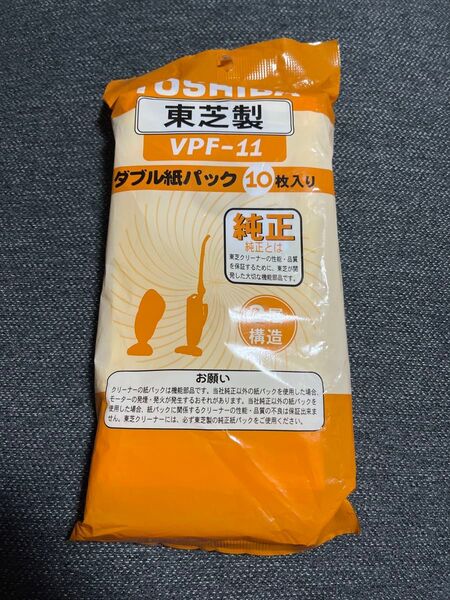 TOSHIBA
東芝製
VPF-11
ダブル紙パック 10枚入り
純正
純正とは
東芝クリーナーの性能・品質
を保証するために、東芝が開
発した大切な機能部品です。
構造
お願い
クリーナーの紙パックは機能部品です。当社純正以外の紙パックを使用した場合、
モーターの発煙・発火が発生するおそれがあります。当社純正以外の紙パックを
使用した場合、紙パックに関係するクリーナーの性能・品質の不良は保証出来ま
せん。東芝クリーナーには、必ず東芝製の純正紙パックをご使用ください。